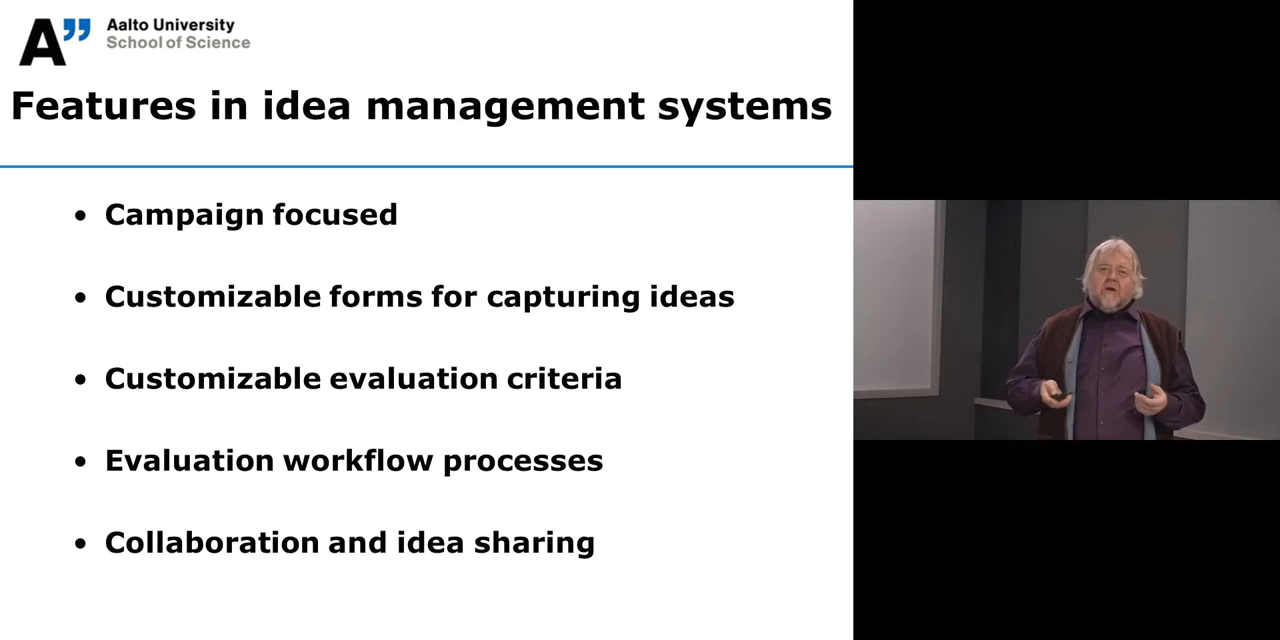 A”
Aalto University
School of Science
Features in idea management systems
• Campaign focused
• Customizable forms for capturing ideas
• Customizable evaluation criteria
• Evaluation workflow processes
• Collaboration and idea sharing